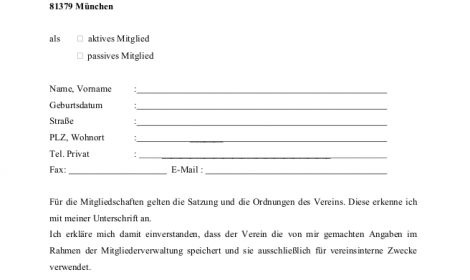 81379 München
als □ aktives Mitglied
□ passives Mitglied
Name, Vorname :
Geburtsdatum :
Straße :
PLZ, Wohnort :
Tel. Privat :
Fax: E-Mail :
Für die Mitgliedschaften gelten die Satzung und die Ordnungen des Vereins. Diese erkenne ich
mit meiner Unterschrift an.
Ich erkläre mich damit einverstanden, dass der Verein die von mir gemachten Angaben im
Rahmen der Mitgliederverwaltung speichert und sie ausschließlich für vereinsinterne Zwecke
verwendet.